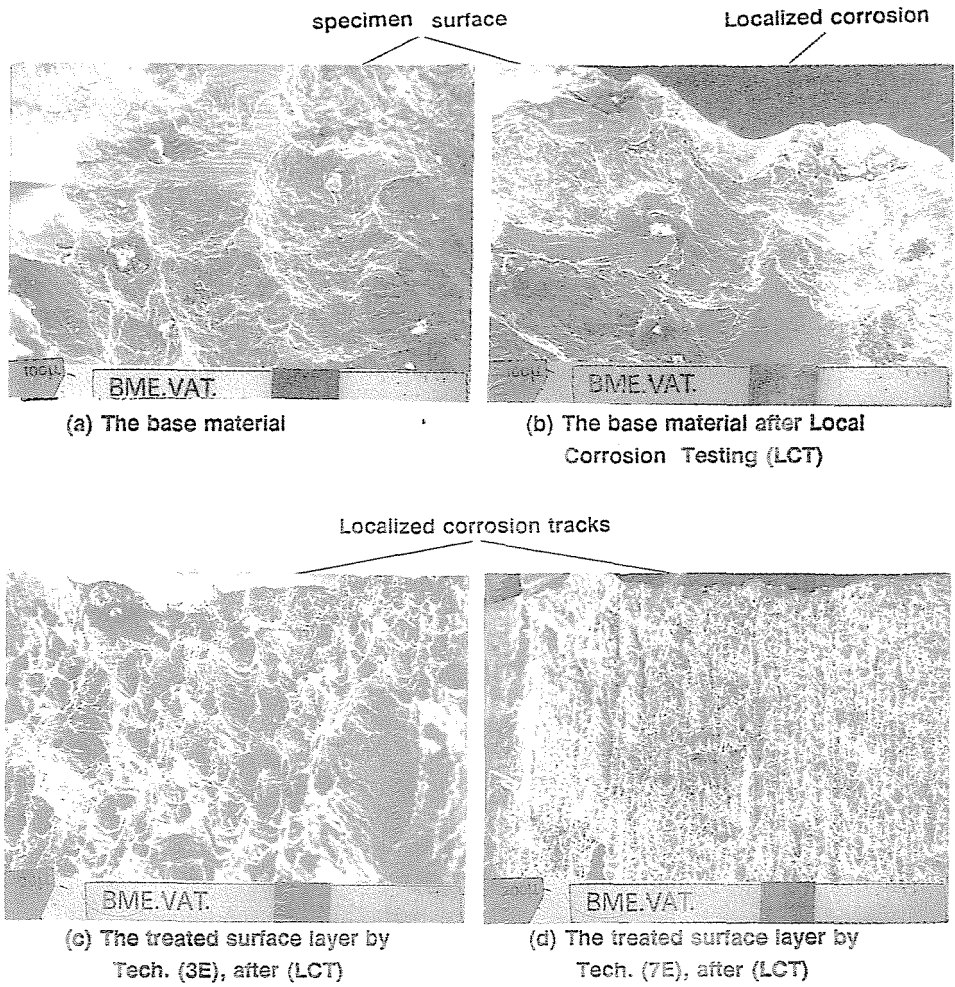 specimen surface
Localized corrosion
100μ
BME.VAT.
100μ
BME.VAT.
(a) The base material
(b) The base material after Local
Corrosion Testing (LCT)
Localized corrosion tracks
BME.VAT.
BME.VAT.
(c) The treated surface layer by
Tech. (3E), after (LCT)
(d) The treated surface layer by
Tech. (7E), after (LCT)